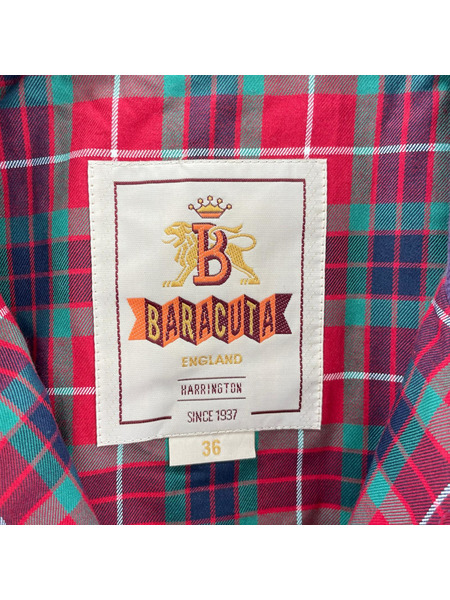 B
BARACUTA
ENGLAND
HARRINGTON
SINCE 1937
36